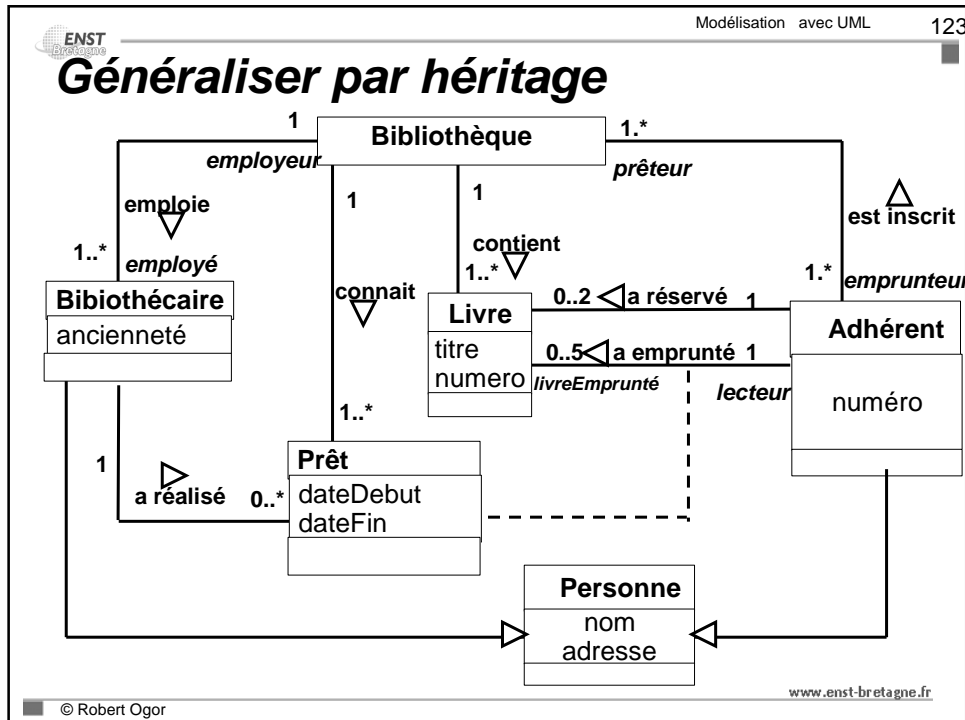 Modélisation avec UML 123
ENST
Bretagne
Généraliser par héritage
1 Bibliothèque 1.*
employeur prêteur
emploie 1 1 est inscrit
1..* employé contient 1..* 1.* emprunteur
Bibiothécaire connait Livre 0..2 a réservé 1 Adhérent
ancienneté titre 0..5 a emprunté 1
numero livreEmprunté lecteur numéro
1..*
1 Prêt
a réalisé 0..* dateDebut
dateFin
Personne
nom
adresse
www.enst-bretagne.fr
© Robert Ogor